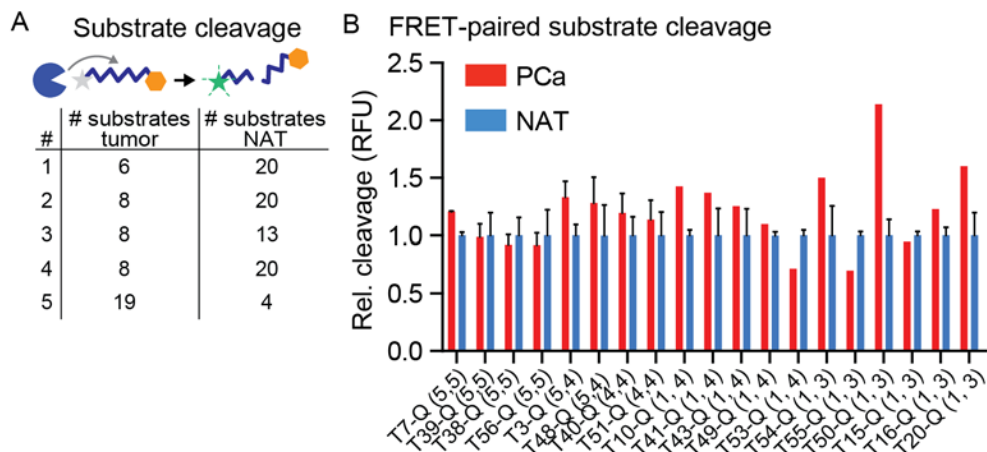 A
Substrate cleavage
#
# substrates tumor
# substrates NAT
1 6 20
2 8 20
3 8 13
4 8 20
5 19 4
B FRET-paired substrate cleavage
PCa
NAT
Rel. cleavage (RFU)
2.5
2.0
1.5
1.0
0.5
0.0
T7-Q (5,5)
T39-Q (5,5)
T38-Q (5,5)
T56-Q (5,5)
T3-Q (5,4)
T48-Q (5,4)
T40-Q (4,4)
T51-Q (4,4)
T10-Q (1, 4)
T41-Q (1, 4)
T43-Q (1, 4)
T49-Q (1, 4)
T53-Q (1, 4)
T54-Q (1, 3)
T55-Q (1, 3)
T50-Q (1, 3)
T15-Q (1, 3)
T16-Q (1, 3)
T20-Q (1, 3)